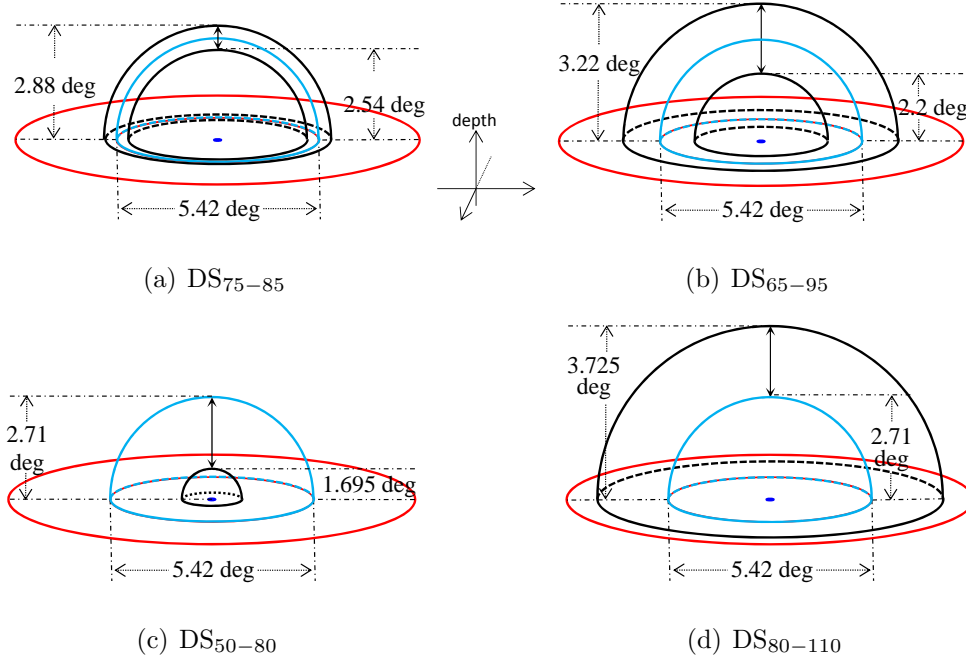 2.88 deg
2.54 deg
5.42 deg
(a) DS75−85
depth
3.22 deg
2.2 deg
5.42 deg
(b) DS65−95
2.71
deg
1.695 deg
5.42 deg
(c) DS50−80
3.725
deg
2.71
deg
5.42 deg
(d) DS80−110